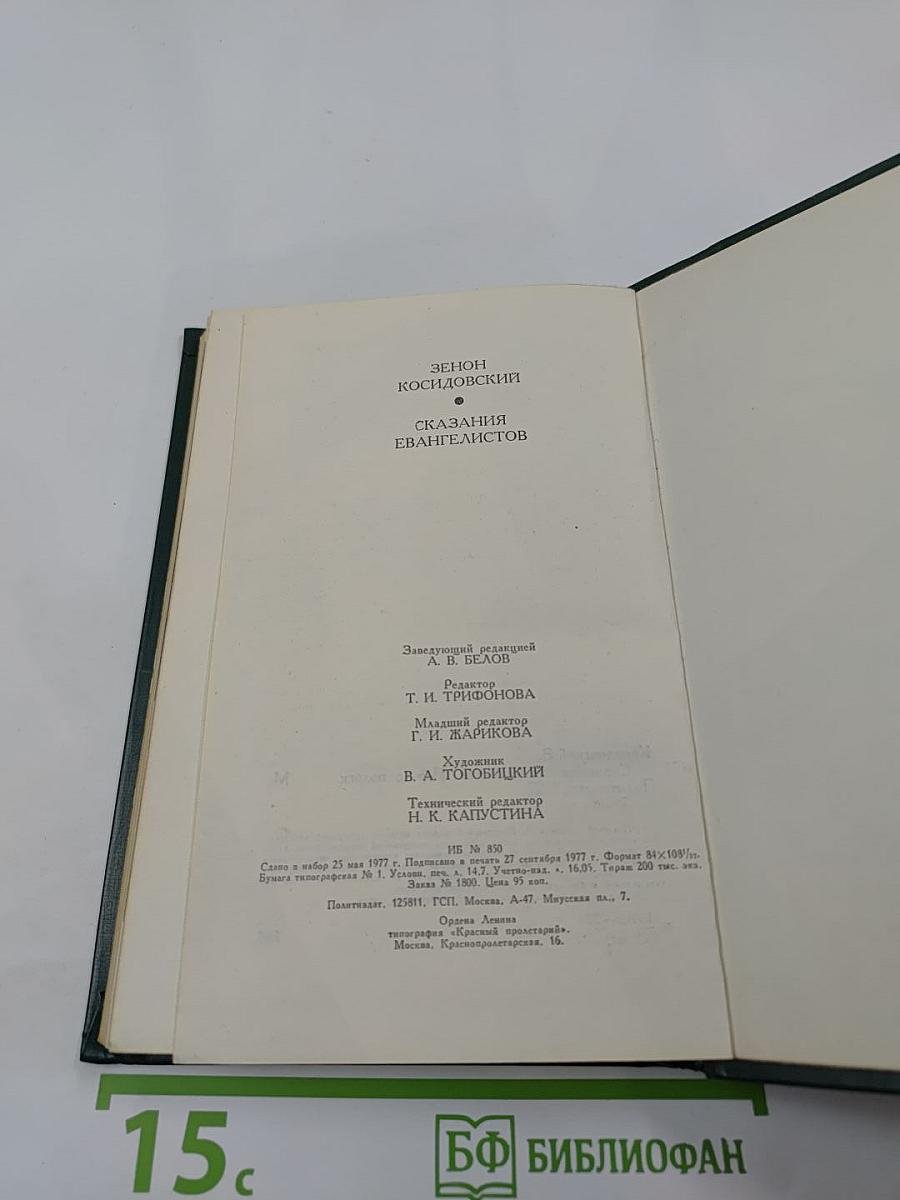 ЗЕНОН
КОСИДОВСКИЙ
СКАЗАНИЯ
ЕВАНГЕЛИСТОВ
Заведующий редакцией
А. В. БЕЛОВ
Редактор
Т. И. ТРИФОНОВА
Младший редактор
Г. И. ЖАРИКОВА
Художник
В. А. ТОГОБИЦКИЙ
Технический редактор
Н. К. КАПУСТИНА
ИБ № 850
Сдано в набор 25 мая 1977 г. Подписано в печать 27 сентября 1977 г. Формат 84×108¹/₃₂.
Бумага типографская № 1. Условн. печ. л. 14,7. Учетно-изд. л. 16,05. Тираж 200 тыс. экз.
Заказ № 1800. Цена 95 коп.
Политиздат, 125811, ГСП, Москва, А-47, Миусская пл., 7.
Ордена Ленина
типография «Красный пролетарий».
Москва, Краснопролетарская, 16.
15 с
БФ БИБЛИОФАН